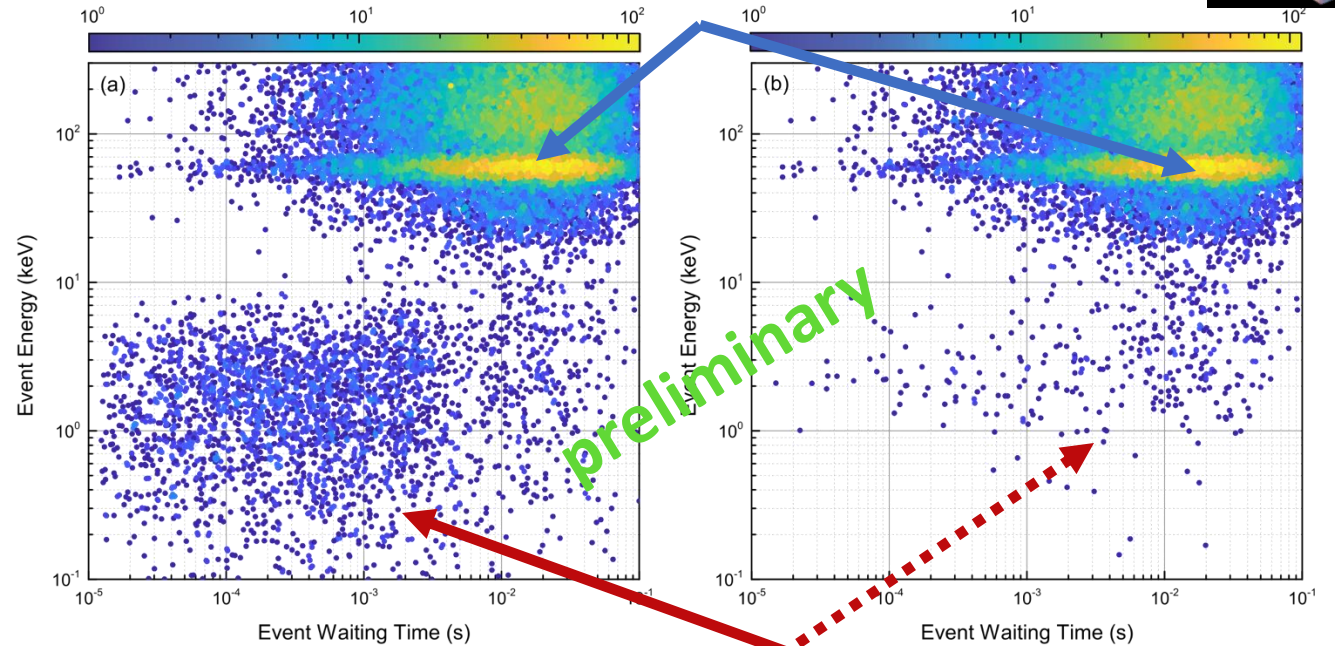 10⁰ 10¹ 10² 10⁰ 10¹ 10²
(a) (b)
10² 10²
10¹ 10¹
10⁰ 10⁰
10⁻¹ 10⁻¹
Event Energy (keV) Event Energy (keV)
preliminary
10⁻⁵ 10⁻⁴ 10⁻³ 10⁻² 10⁻¹ 10⁻⁵ 10⁻⁴ 10⁻³ 10⁻² 10⁻¹
Event Waiting Time (s) Event Waiting Time (s)